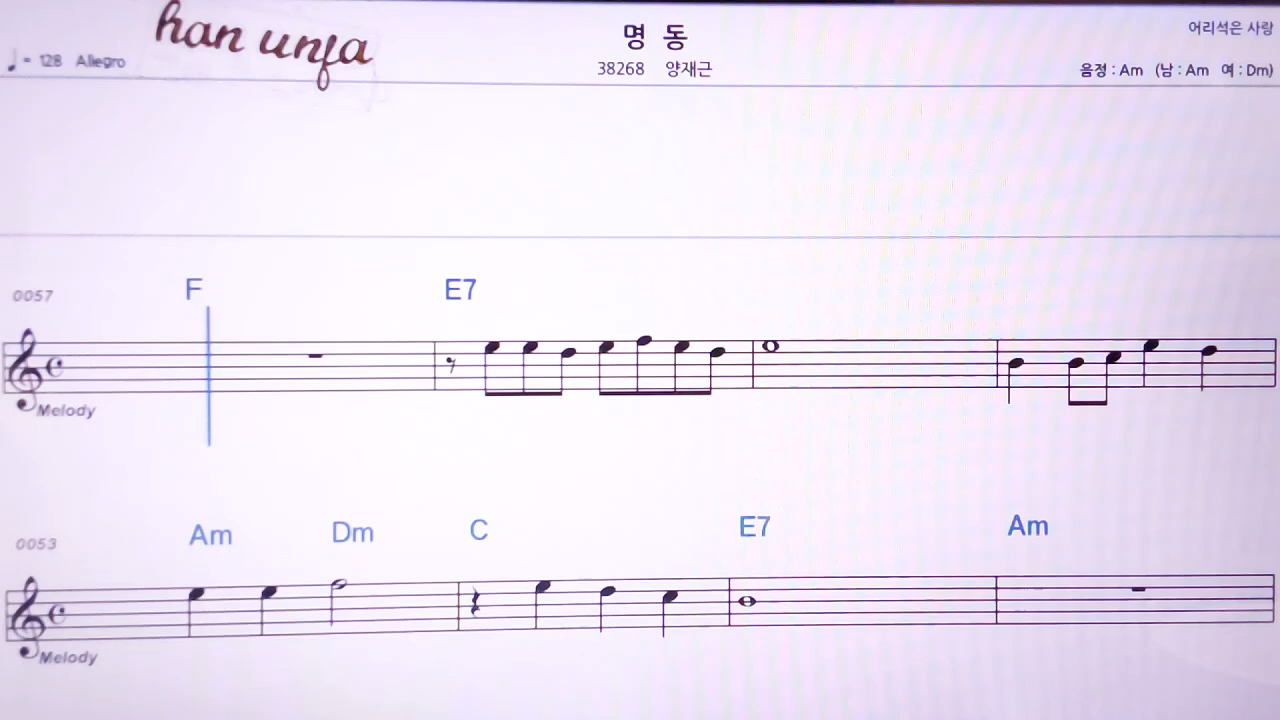 han unfa
명 동
어리석은 사랑
♩ = 128 Allegro
38268 양재근
음정 : Am (남 : Am 여 : Dm)
F E7
0057
Melody
Am Dm C E7 Am
0053
Melody